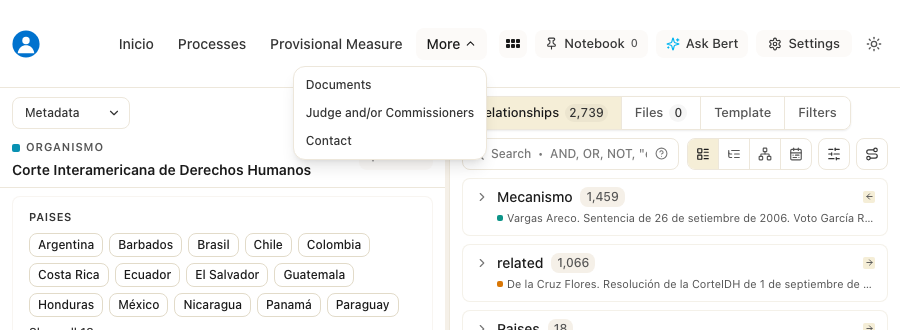 Inicio Processes Provisional Measure More Notebook 0 Ask Bert Settings
Documents
Judge and/or Commissioners
Contact
Metadata
ORGANISMO
Corte Interamericana de Derechos Humanos
PAISES
Argentina Barbados Brasil Chile Colombia
Costa Rica Ecuador El Salvador Guatemala
Honduras México Nicaragua Panamá Paraguay
elationships 2,739 Files 0 Template Filters
Search • AND, OR, NOT, "
Mecanismo 1,459
Vargas Areco. Sentencia de 26 de setiembre de 2006. Voto García R...
related 1,066
De la Cruz Flores. Resolución de la CorteIDH de 1 de septiembre de ...
Paises 18